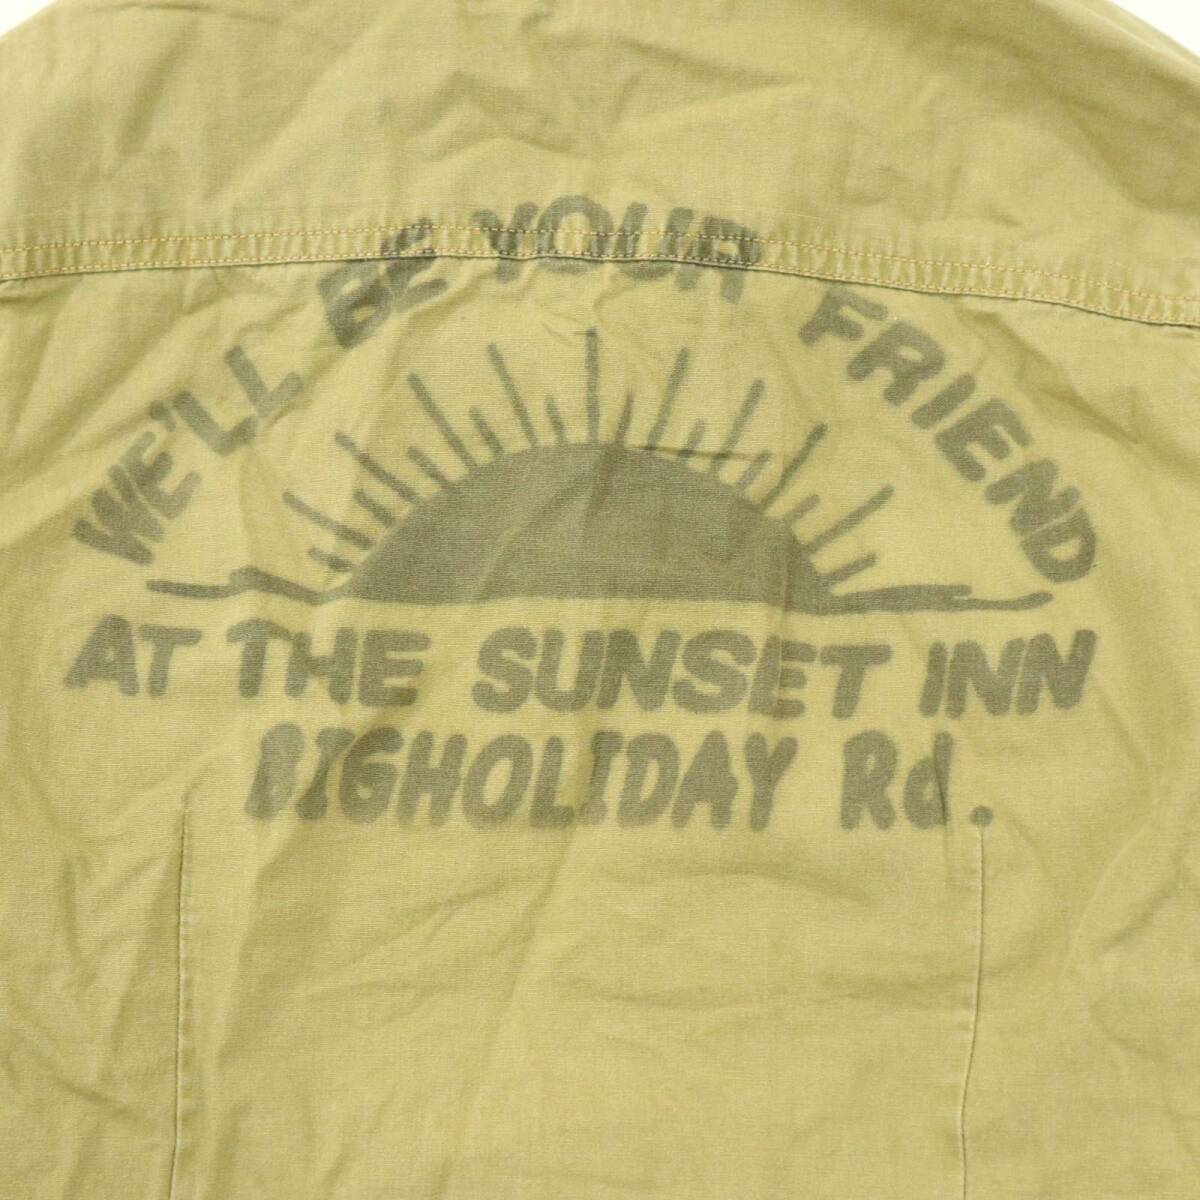 WE'LL BE YOUR FRIEND
AT THE SUNSET INN
BIGHOLIDAY Rd.